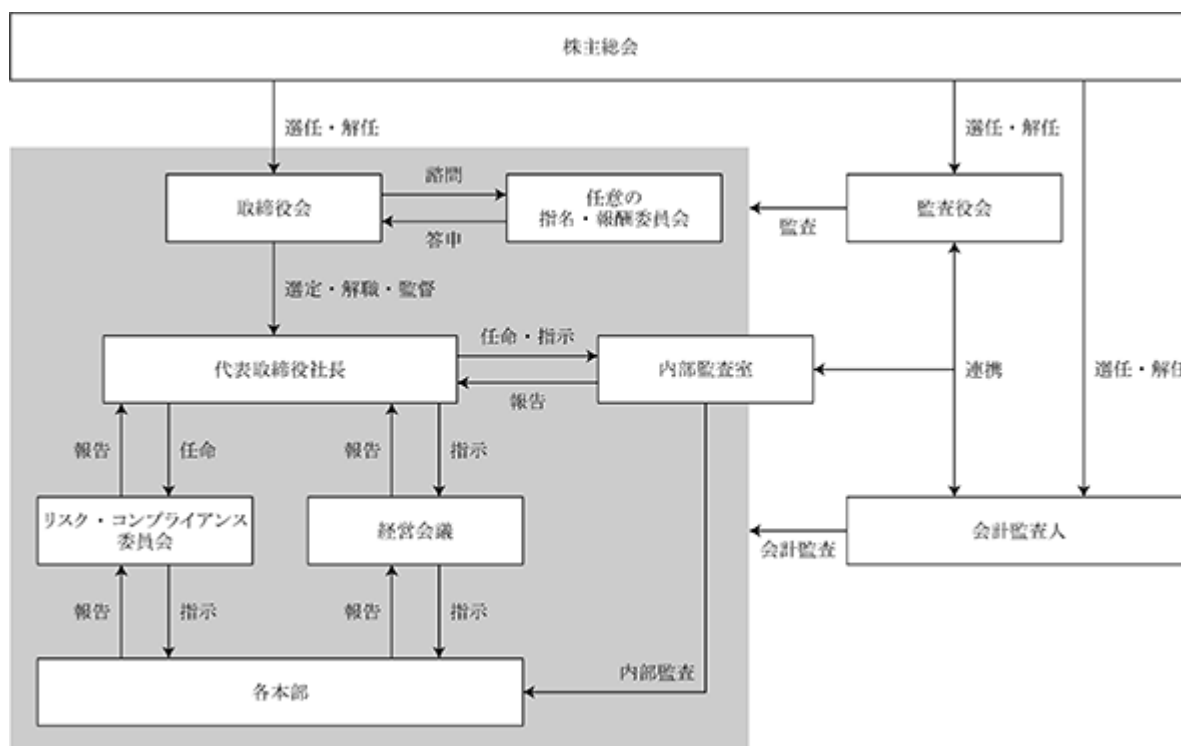 株主総会
選任・解任
選任・解任
諮問
取締役会
任意の
指名・報酬委員会
監査役会
監査
答申
選定・解職・監督
任命・指示
代表取締役社長
内部監査室
連携
選任・解任
報告
報告
任命
報告
指示
リスク・コンプライアンス
委員会
経営会議
会計監査人
会計監査
報告
指示
報告
指示
内部監査
各本部